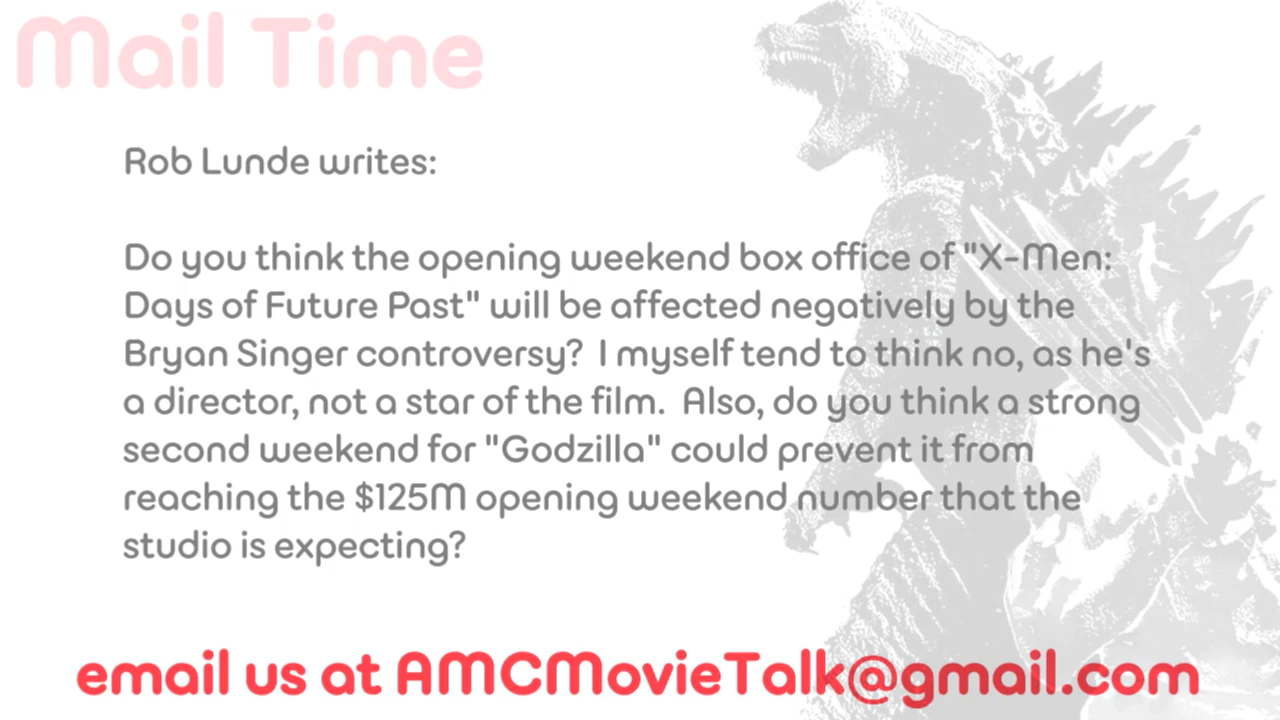 Mail Time
Rob Lunde writes:
Do you think the opening weekend box office of "X-Men:
Days of Future Past" will be affected negatively by the
Bryan Singer controversy?  I myself tend to think no, as he's
a director, not a star of the film.  Also, do you think a strong
second weekend for "Godzilla" could prevent it from
reaching the $125M opening weekend number that the
studio is expecting?
email us at AMCMovieTalk@gmail.com